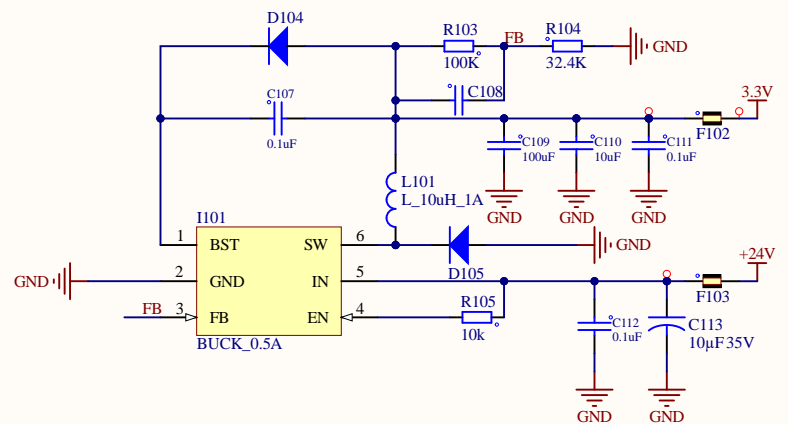 D104
R103
100K
FB
R104
32.4K
GND
C107
0.1uF
C108
3.3V
F102
C109
100uF
C110
10uF
C111
0.1uF
GND
GND
GND
L101
L_10uH_1A
I101
1
BST
SW
6
D105
GND
+24V
GND
2
GND
IN
5
F103
FB
3
FB
EN
4
R105
10k
BUCK_0.5A
C112
0.1uF
C113
10µF35V
GND
GND